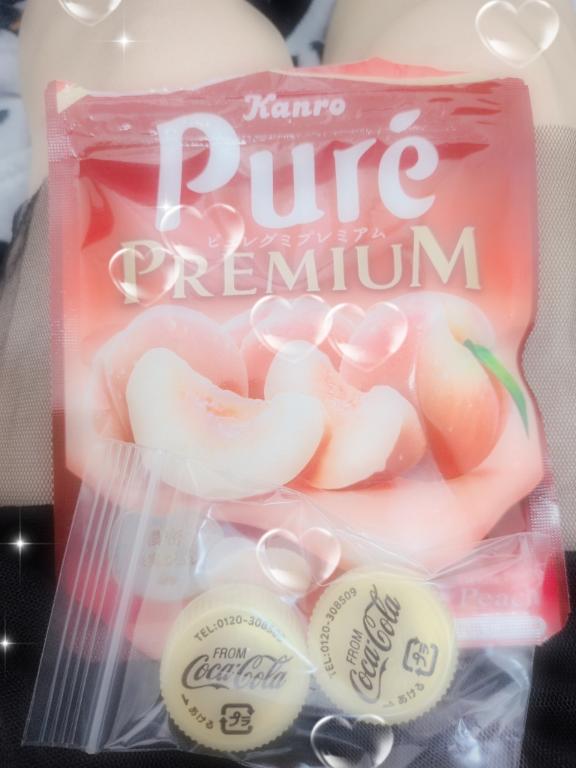 Kanro
Puré
ピュレグミプレミアム
PREMIUM
Peach
TEL:0120-308509
FROM
Coca-Cola
あける
プラ
TEL:0120-308509
FROM
Coca-Cola
あける
プラ